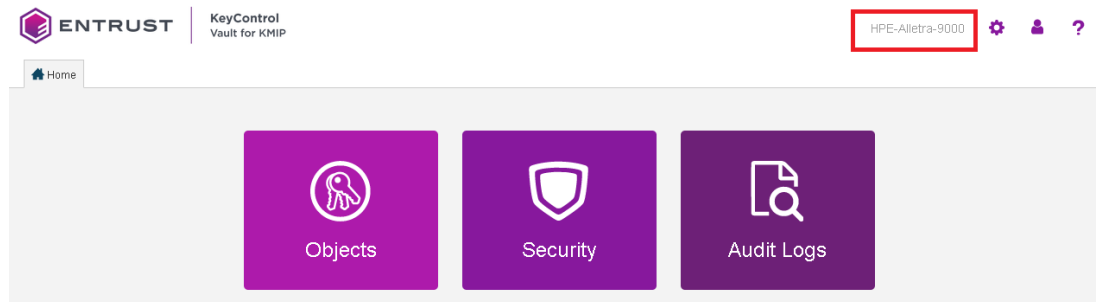 ENTRUST
KeyControl
Vault for KMIP
HPE-Alletra-9000
?
Home
Objects
Security
Audit Logs